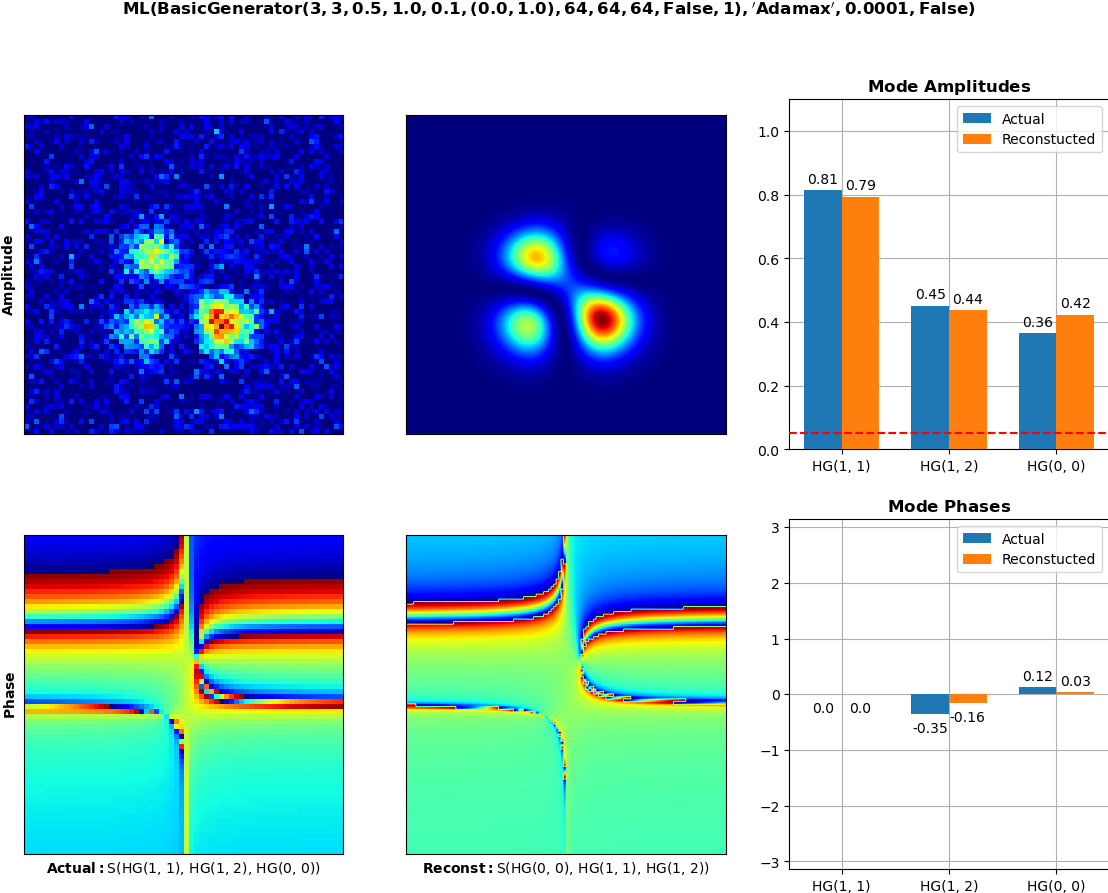 ML(BasicGenerator(3, 3, 0.5, 1.0, 0.1, (0.0, 1.0), 64, 64, 64, False, 1), ′Adamax′, 0.0001, False)
Amplitude
Mode Amplitudes
Actual
Reconstucted
1.0
0.8
0.6
0.4
0.2
0.0
0.81
0.79
0.45
0.44
0.36
0.42
HG(1, 1)
HG(1, 2)
HG(0, 0)
Phase
Actual: S(HG(1, 1), HG(1, 2), HG(0, 0))
Reconst: S(HG(0, 0), HG(1, 1), HG(1, 2))
Mode Phases
Actual
Reconstucted
3
2
1
0
−1
−2
−3
0.0
0.0
-0.35
-0.16
0.12
0.03
HG(1, 1)
HG(1, 2)
HG(0, 0)